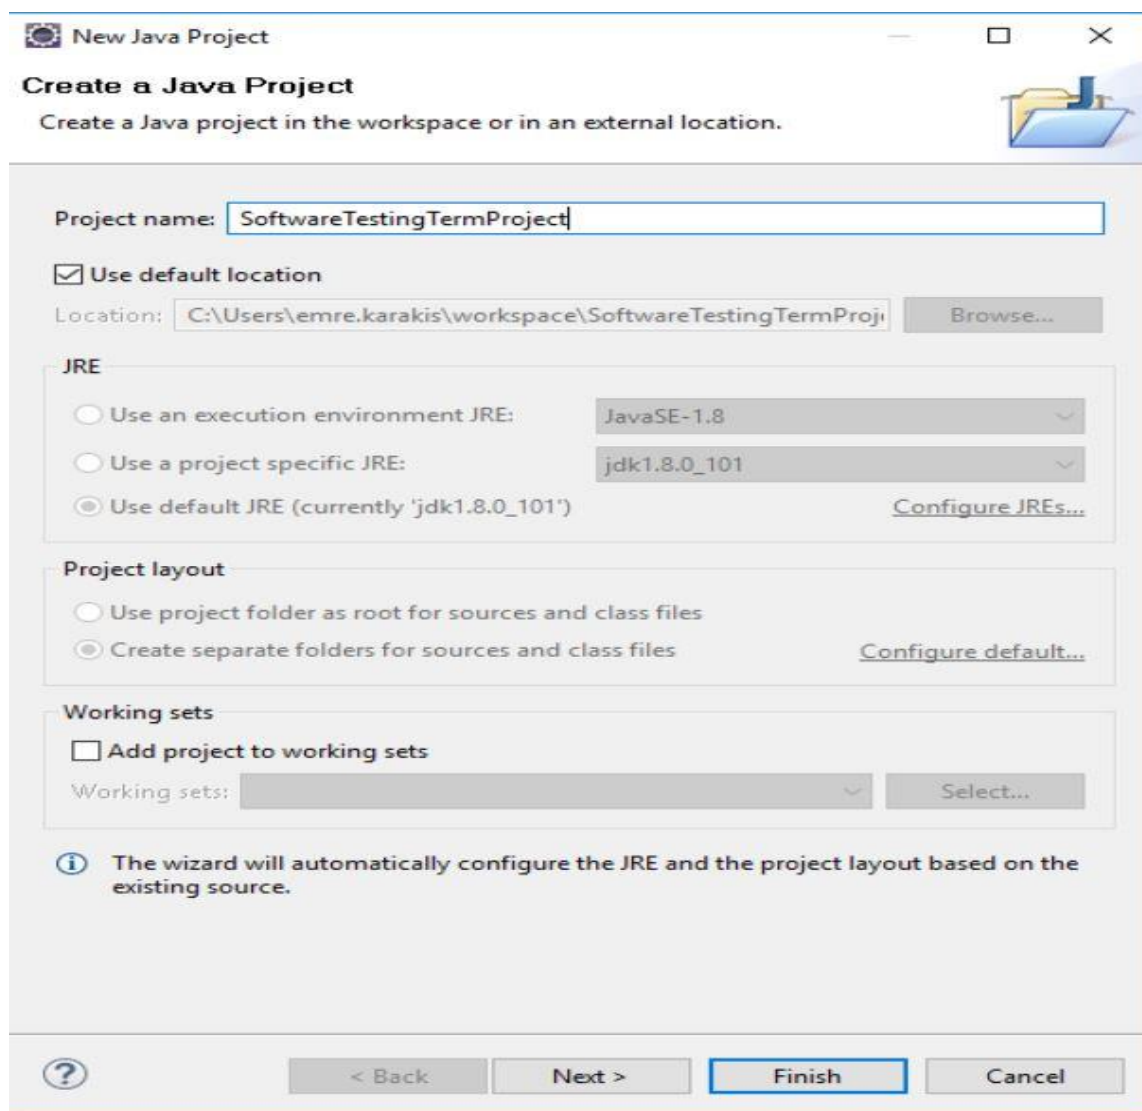 New Java Project
Create a Java Project
Create a Java project in the workspace or in an external location.
Project name: SoftwareTestingTermProject
Use default location
Location: C:\Users\emre.karakis\workspace\SoftwareTestingTermProj Browse...
JRE
Use an execution environment JRE: JavaSE-1.8
Use a project specific JRE: jdk1.8.0_101
Use default JRE (currently 'jdk1.8.0_101') Configure JREs...
Project layout
Use project folder as root for sources and class files
Create separate folders for sources and class files Configure default...
Working sets
Add project to working sets
Working sets: Select...
The wizard will automatically configure the JRE and the project layout based on the
existing source.
< Back Next > Finish Cancel